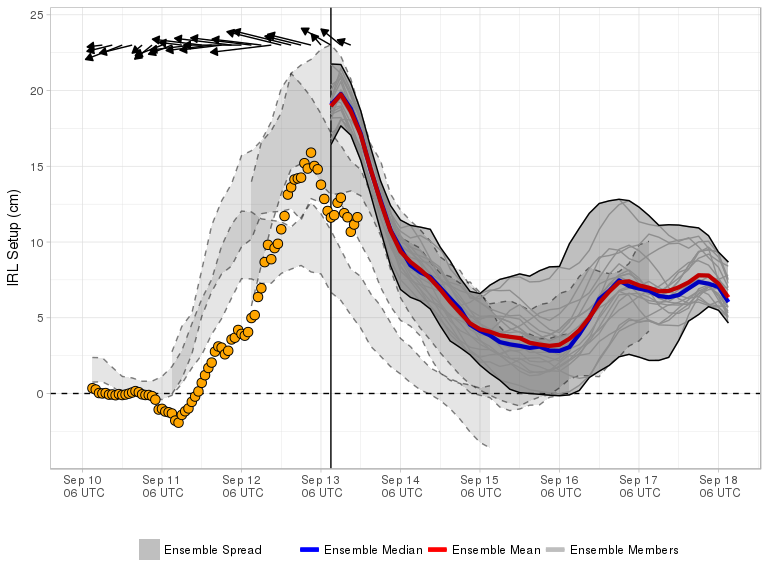 25
20
15
10
5
0
IRL Setup (cm)
Sep 10 Sep 11 Sep 12 Sep 13 Sep 14 Sep 15 Sep 16 Sep 17 Sep 18
06 UTC 06 UTC 06 UTC 06 UTC 06 UTC 06 UTC 06 UTC 06 UTC 06 UTC
Ensemble Spread Ensemble Median Ensemble Mean Ensemble Members